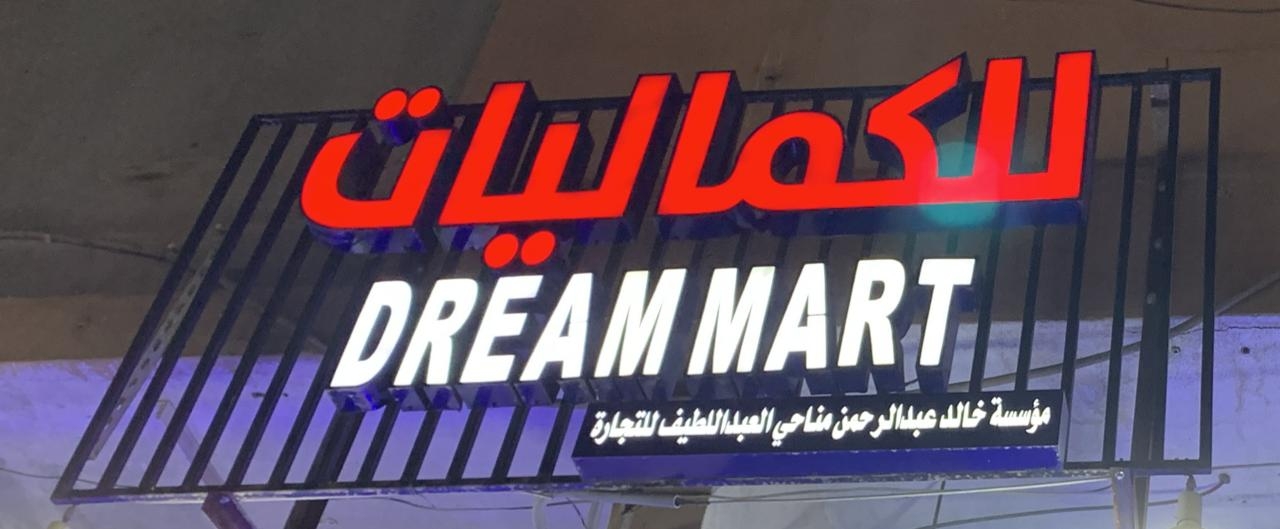 للكماليات
DREAM MART
مؤسسة خالد عبدالرحمن مناحي العبداللطيف للتجارة